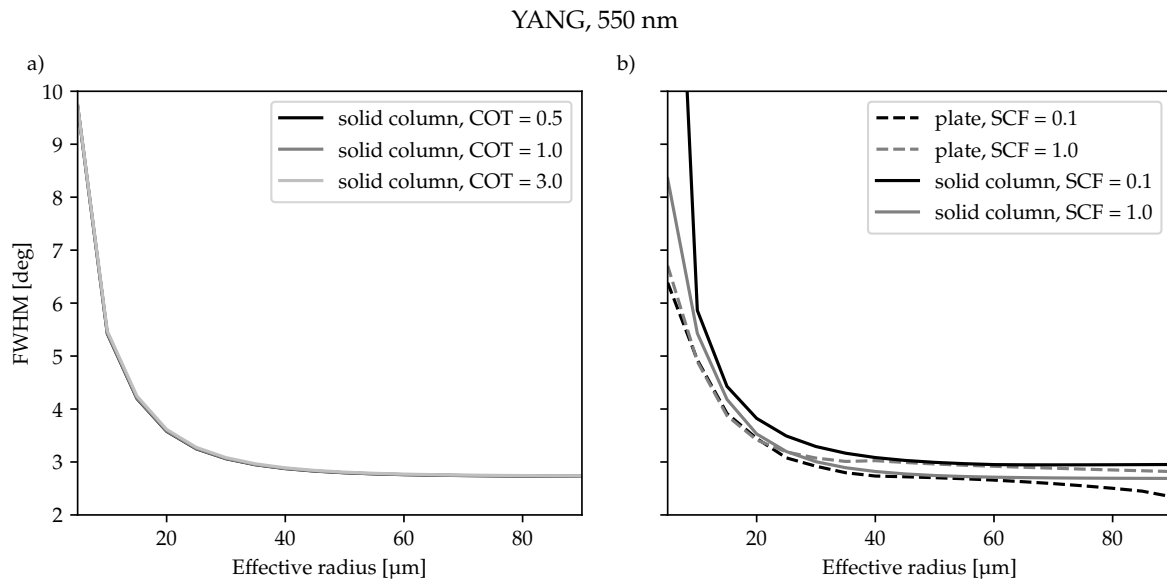 YANG, 550 nm
a)
10
9
8
7
6
5
4
3
2
FWHM [deg]
solid column, COT = 0.5
solid column, COT = 1.0
solid column, COT = 3.0
20
40
60
80
Effective radius [µm]
b)
plate, SCF = 0.1
plate, SCF = 1.0
solid column, SCF = 0.1
solid column, SCF = 1.0
20
40
60
80
Effective radius [µm]